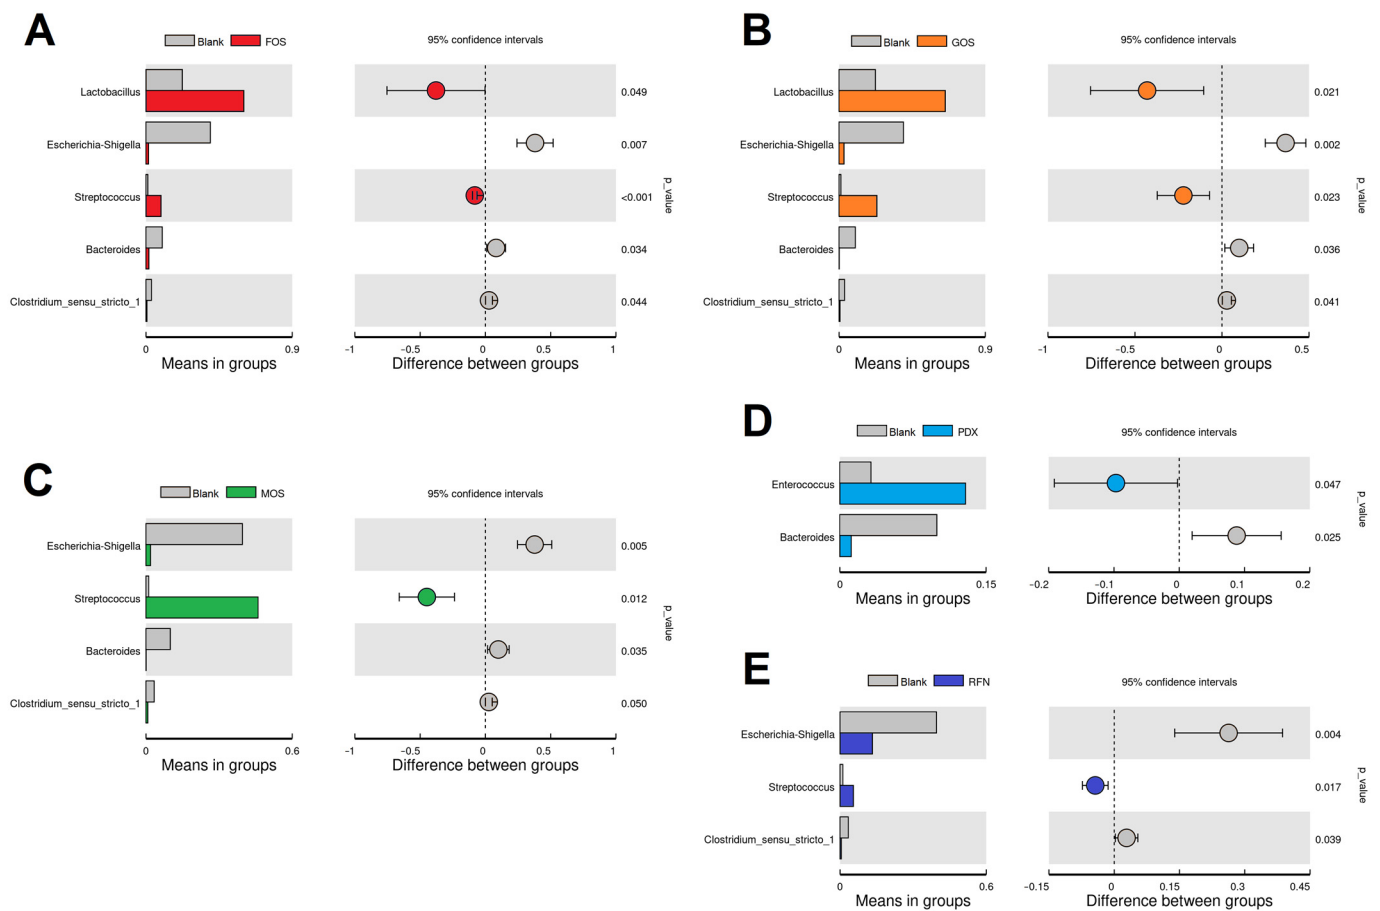 A
Blank FOS
95% confidence intervals
Lactobacillus 0.049
Escherichia-Shigella 0.007
Streptococcus <0.001
Bacteroides 0.034
Clostridium_sensu_stricto_1 0.044
p_value
0 0.9 −1 −0.5 0 0.5 1
Means in groups Difference between groups
B
Blank GOS
95% confidence intervals
Lactobacillus 0.021
Escherichia-Shigella 0.002
Streptococcus 0.023
Bacteroides 0.036
Clostridium_sensu_stricto_1 0.041
p_value
0 0.9 −1 −0.5 0 0.5
Means in groups Difference between groups
C
Blank MOS
95% confidence intervals
Escherichia-Shigella 0.005
Streptococcus 0.012
Bacteroides 0.035
Clostridium_sensu_stricto_1 0.050
p_value
0 0.6 −1 −0.5 0 0.5 1
Means in groups Difference between groups
D
Blank PDX
95% confidence intervals
Enterococcus 0.047
Bacteroides 0.025
p_value
0 0.15 −0.2 −0.1 0 0.1 0.2
Means in groups Difference between groups
E
Blank RFN
95% confidence intervals
Escherichia-Shigella 0.004
Streptococcus 0.017
Clostridium_sensu_stricto_1 0.039
p_value
0 0.6 −0.15 0 0.15 0.3 0.45
Means in groups Difference between groups